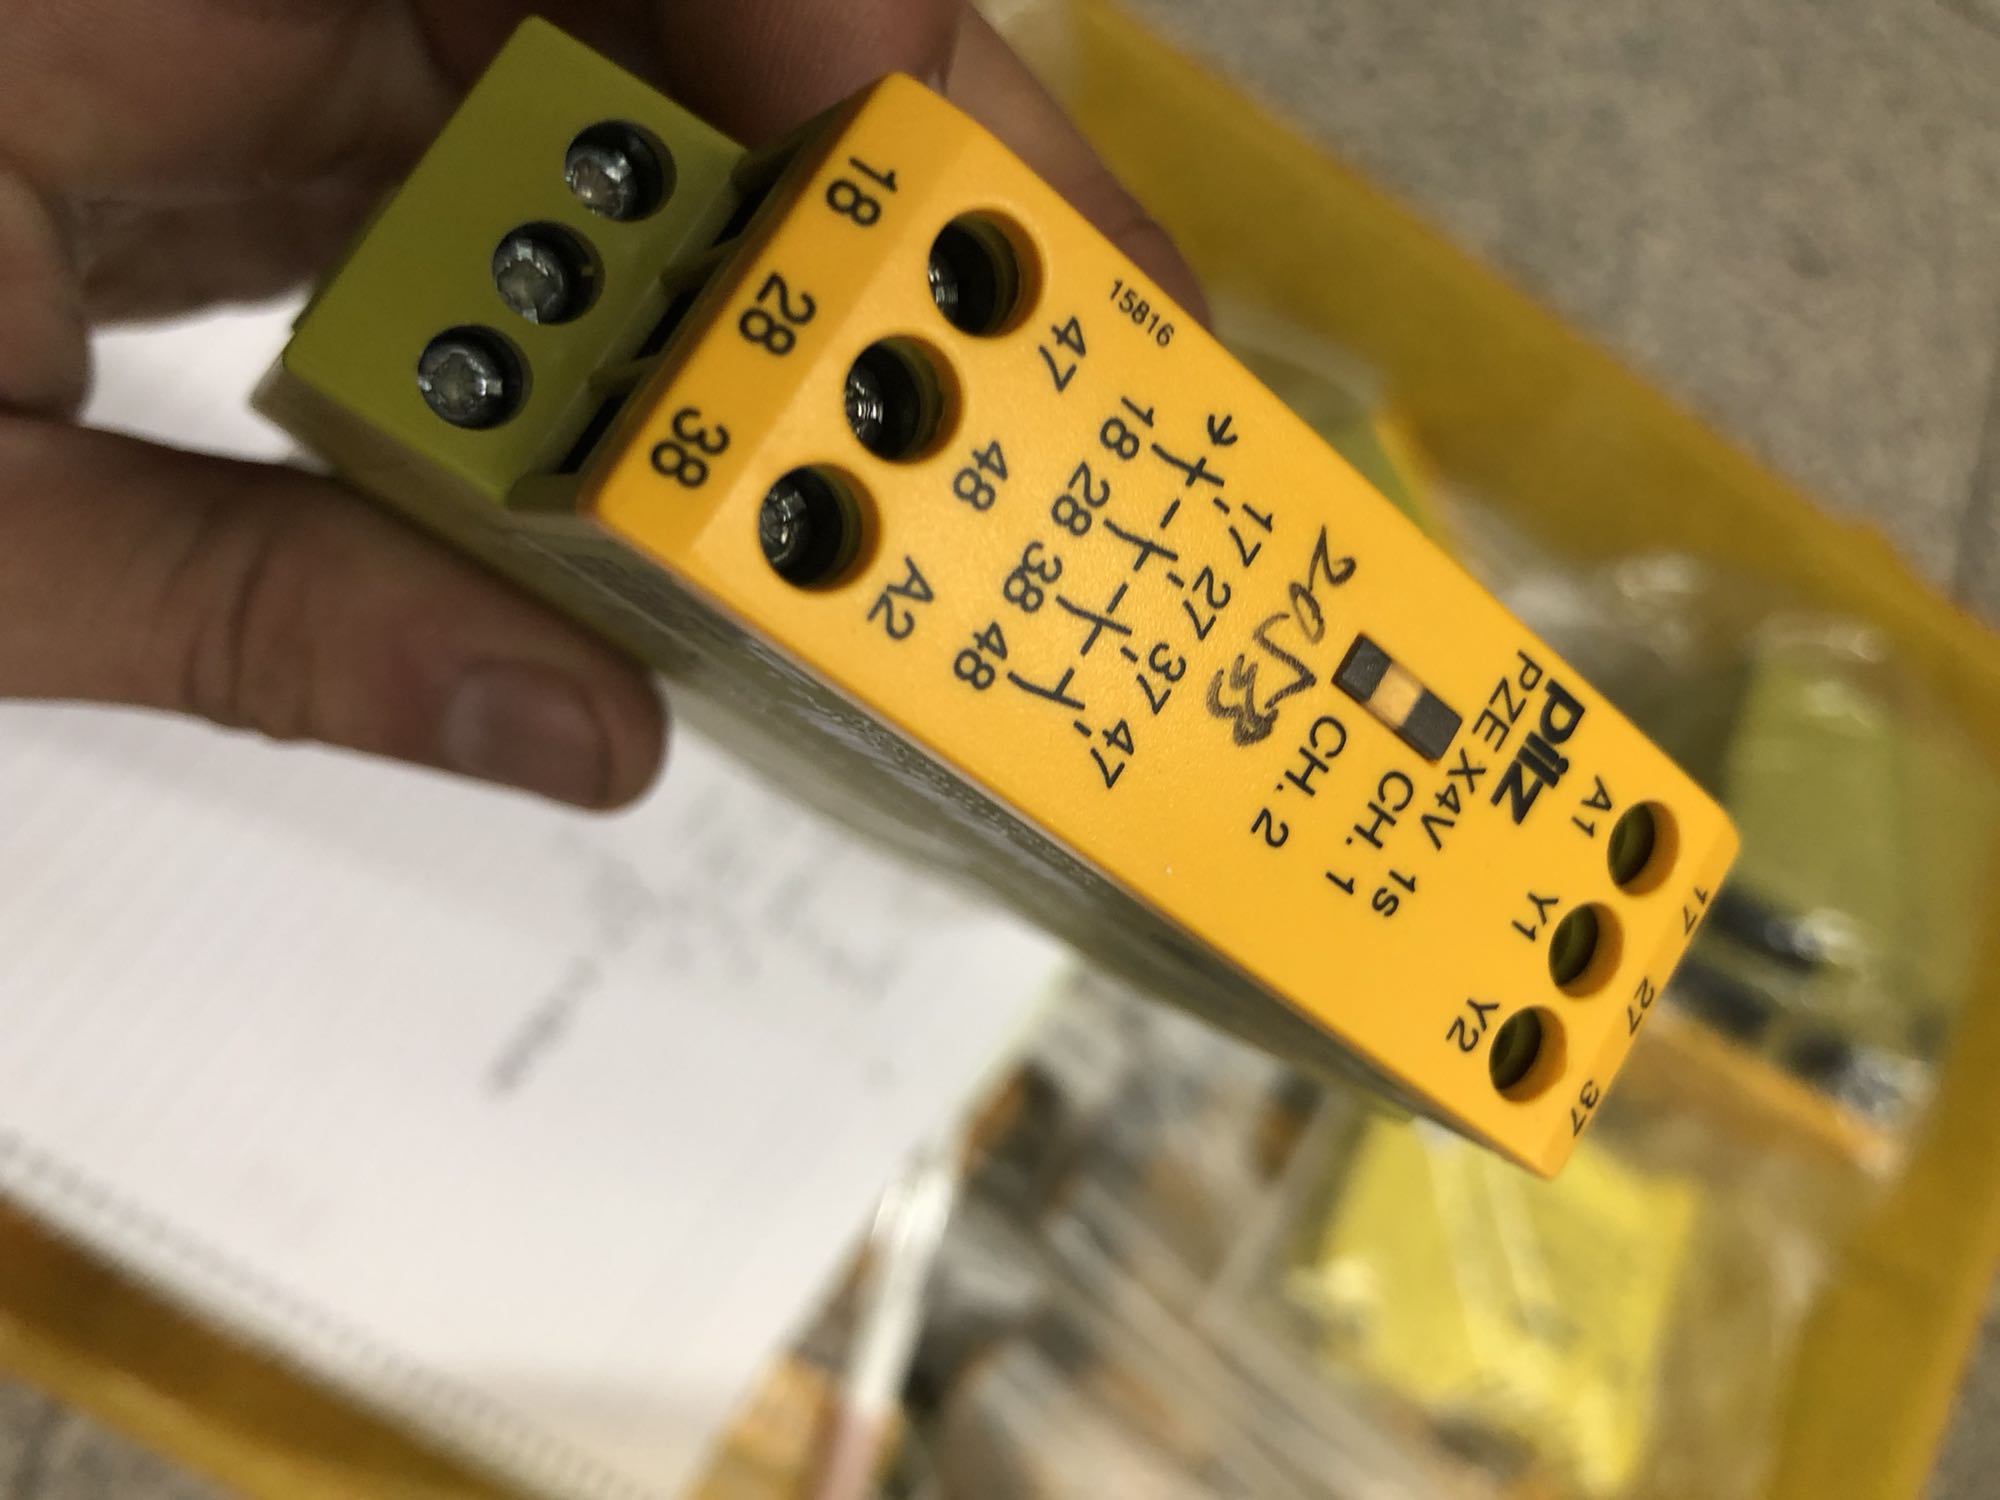 17 27 37
A1 Y1 Y2
pilz
PZE X4V 1s
CH. 1
CH. 2
17 27 37 47
18 28 38 48
15816
47 48 A2
18 28 38